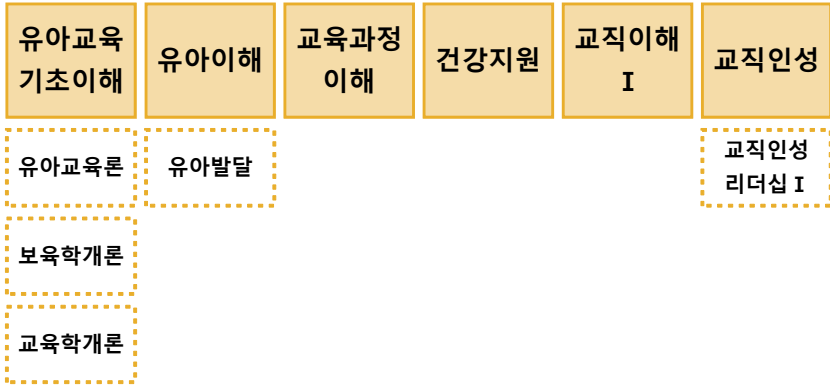 유아교육
기초이해
유아이해
교육과정
이해
건강지원
교직이해
I
교직인성
유아교육론
유아발달
교직인성
리더십 I
보육학개론
교육학개론